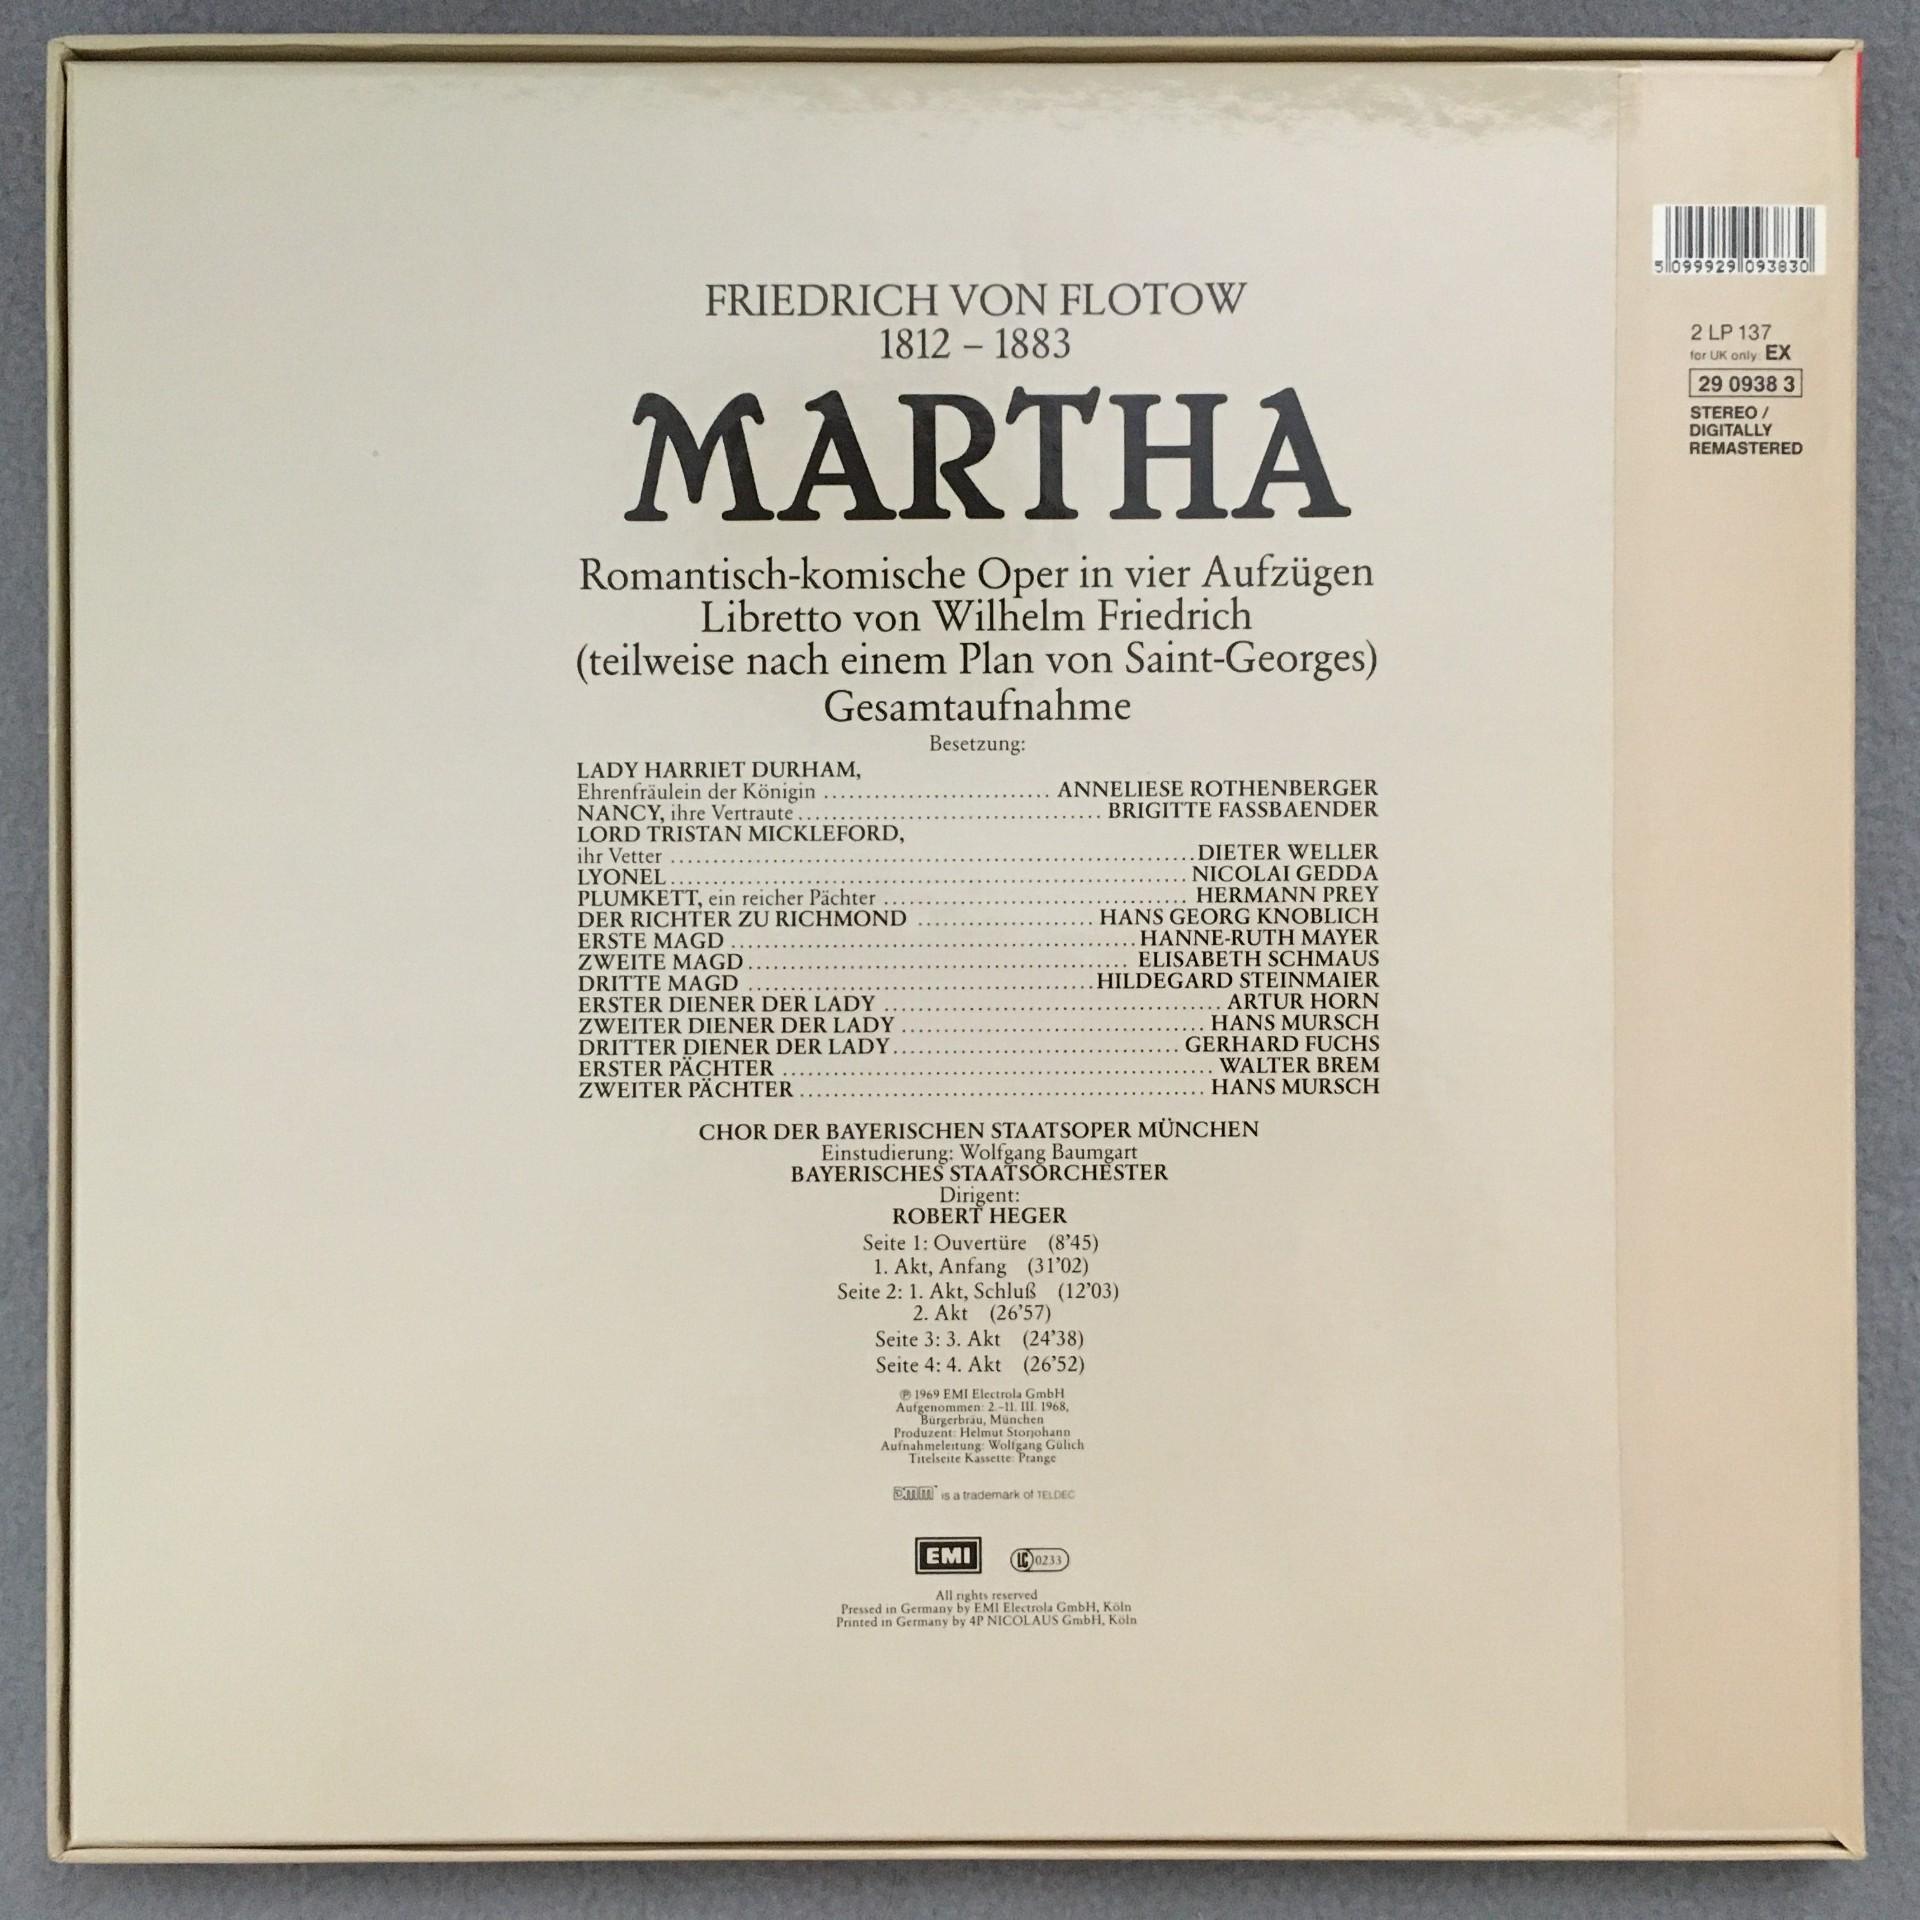 FRIEDRICH VON FLOTOW
1812 – 1883
MARTHA
Romantisch-komische Oper in vier Aufzügen
Libretto von Wilhelm Friedrich
(teilweise nach einem Plan von Saint-Georges)
Gesamtaufnahme
Besetzung:
LADY HARRIET DURHAM,
Ehrenfräulein der Königin ........................ ANNELIESE ROTHENBERGER
NANCY, ihre Vertraute ................................ BRIGITTE FASSBAENDER
LORD TRISTAN MICKLEFORD,
ihr Vetter ........................................................ DIETER WELLER
LYONEL ........................................................ NICOLAI GEDDA
PLUMKETT, ein reicher Pächter ................................ HERMANN PREY
DER RICHTER ZU RICHMOND .................. HANS GEORG KNOBLICH
ERSTE MAGD .......................................... HANNE-RUTH MAYER
ZWEITE MAGD ........................................ ELISABETH SCHMAUS
DRITTE MAGD .................................... HILDEGARD STEINMAIER
ERSTER DIENER DER LADY .................................... ARTUR HORN
ZWEITER DIENER DER LADY ................................ HANS MURSCH
DRITTER DIENER DER LADY .............................. GERHARD FUCHS
ERSTER PÄCHTER .............................................. WALTER BREM
ZWEITER PÄCHTER ............................................ HANS MURSCH
CHOR DER BAYERISCHEN STAATSOPER MÜNCHEN
Einstudierung: Wolfgang Baumgart
BAYERISCHES STAATSORCHESTER
Dirigent:
ROBERT HEGER
Seite 1: Ouvertüre (8'45)
1. Akt, Anfang (31'02)
Seite 2: 1. Akt, Schluß (12'03)
2. Akt (26'57)
Seite 3: 3. Akt (24'38)
Seite 4: 4. Akt (26'52)
℗ 1969 EMI Electrola GmbH
Aufgenommen: 2.-11. III. 1968,
Bürgerbräu, München
Produzent: Helmut Storjohann
Aufnahmeleitung: Wolfgang Gülich
Titelseite Kassette: Prange
DMM is a trademark of TELDEC
EMI LC 0233
All rights reserved
Pressed in Germany by EMI Electrola GmbH, Köln
Printed in Germany by 4P NICOLAUS GmbH, Köln
5 099929 093830
2 LP 137
for UK only: EX
29 0938 3
STEREO /
DIGITALLY
REMASTERED